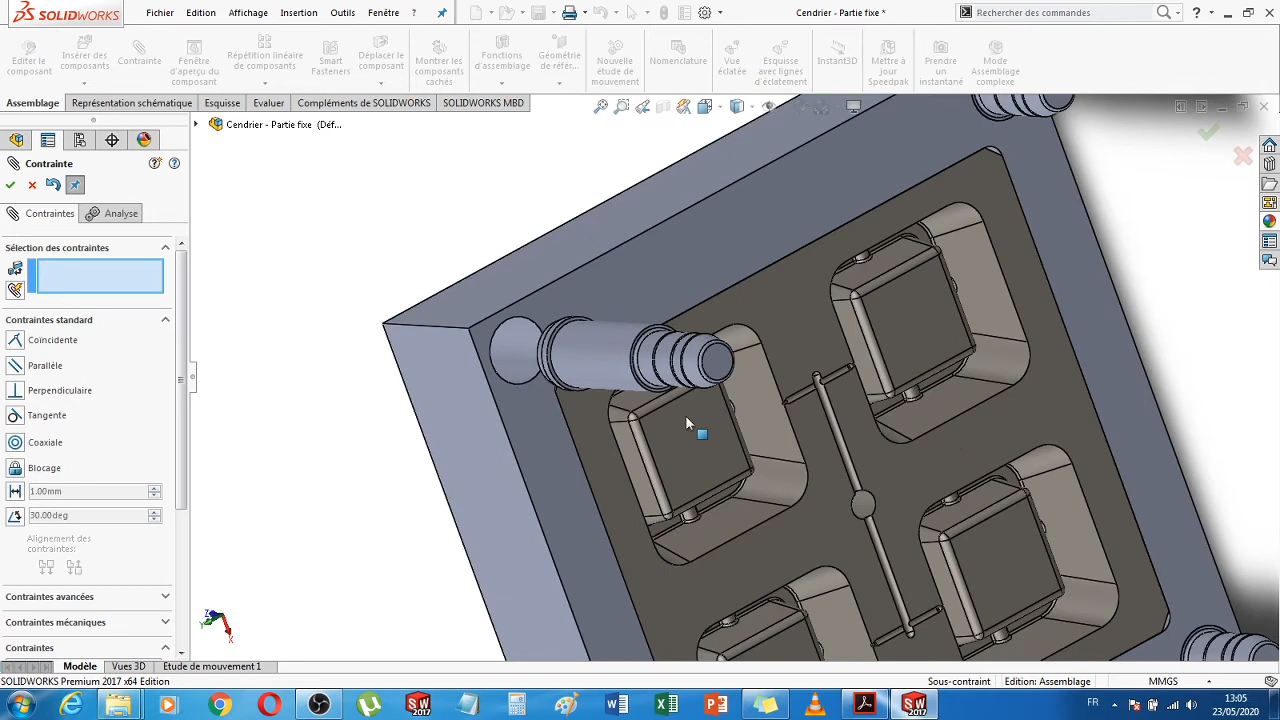 SOLIDWORKS
Fichier Edition Affichage Insertion Outils Fenêtre ?
Cendrier - Partie fixe *
Rechercher des commandes
Editer le composant
Insérer des composants
Contrainte
Fenêtre d'aperçu du composant
Répétition linéaire de composants
Smart Fasteners
Déplacer le composant
Montrer les composants cachés
Fonctions d'assemblage
Géométrie de référ...
Nouvelle étude de mouvement
Nomenclature
Vue éclatée
Esquisse avec lignes d'éclatement
Instant3D
Mettre à jour Speedpak
Prendre un instantané
Mode Assemblage complexe
Assemblage Représentation schématique Esquisse Evaluer Compléments de SOLIDWORKS SOLIDWORKS MBD
Cendrier - Partie fixe (Déf...
Contrainte
Contraintes Analyse
Sélection des contraintes
Contraintes standard
Coïncidente
Parallèle
Perpendiculaire
Tangente
Coaxiale
Blocage
1.00mm
30.00deg
Alignement des contraintes:
Contraintes avancées
Contraintes mécaniques
Contraintes
Z Y X
Modèle Vues 3D Etude de mouvement 1
SOLIDWORKS Premium 2017 x64 Edition
Sous-contraint Edition: Assemblage MMGS
FR
13:05
23/05/2020